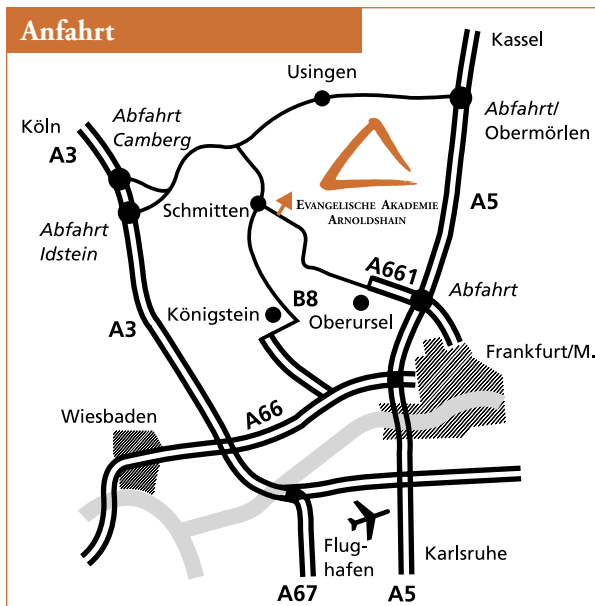 Anfahrt
Kassel
Usingen
Abfahrt
Camberg
Köln
A3
Abfahrt/
Obermörlen
EVANGELISCHE AKADEMIE
ARNOLDSHAIN
Schmitten
A5
Abfahrt
Idstein
A661
Abfahrt
B8
Königstein
Oberursel
A3
Frankfurt/M.
A66
Wiesbaden
Flug-
hafen
Karlsruhe
A67
A5